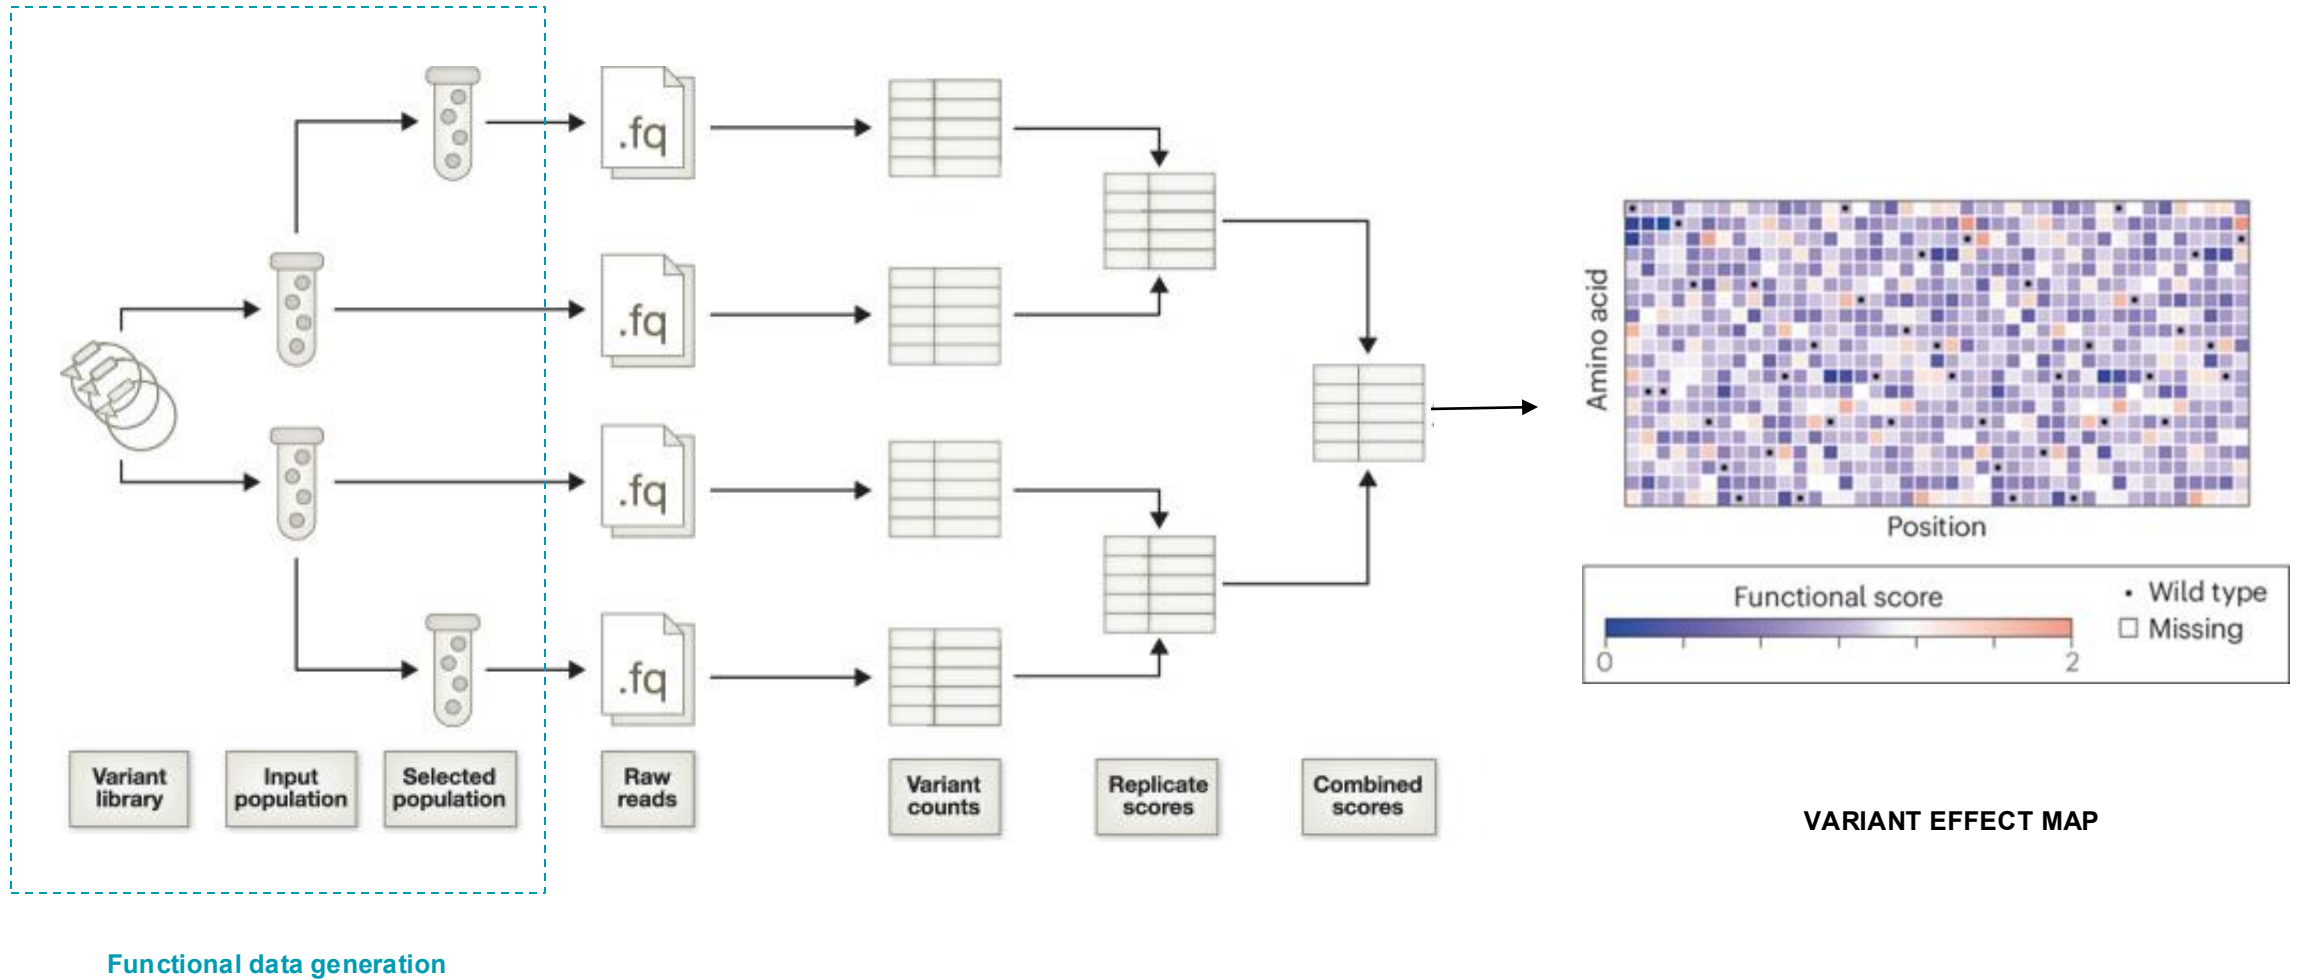 .fq
.fq
.fq
.fq
Variant
library
Input
population
Selected
population
Raw
reads
Variant
counts
Replicate
scores
Combined
scores
Amino acid
Position
Functional score
0
2
Wild type
Missing
VARIANT EFFECT MAP
Functional data generation